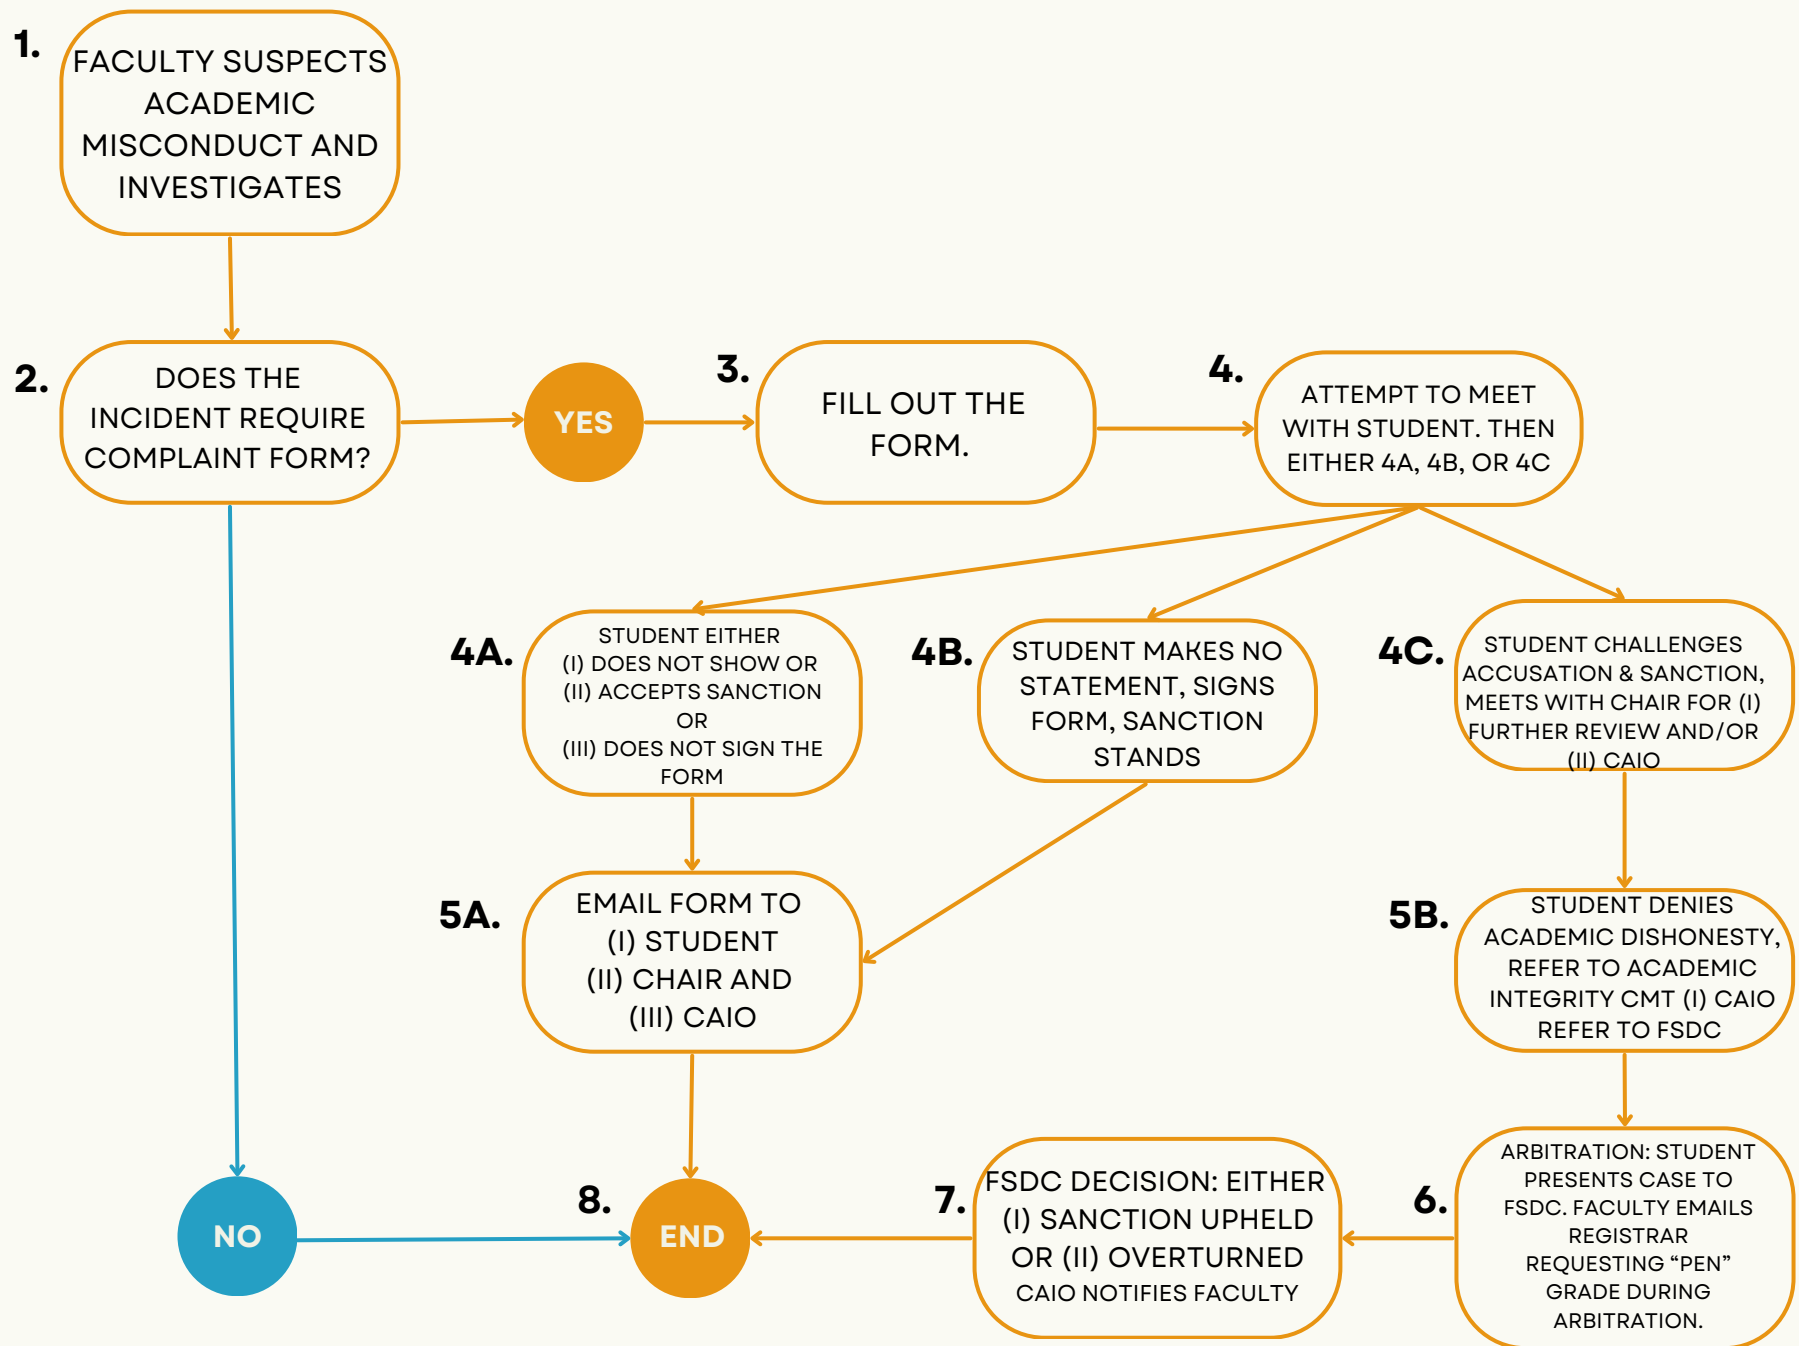 1.
FACULTY SUSPECTS
ACADEMIC
MISCONDUCT AND
INVESTIGATES
2.
DOES THE
INCIDENT REQUIRE
COMPLAINT FORM?
YES
3.
FILL OUT THE
FORM.
4.
ATTEMPT TO MEET
WITH STUDENT. THEN
EITHER 4A, 4B, OR 4C
4A.
STUDENT EITHER
(I) DOES NOT SHOW OR
(II) ACCEPTS SANCTION
OR
(III) DOES NOT SIGN THE
FORM
4B.
STUDENT MAKES NO
STATEMENT, SIGNS
FORM, SANCTION
STANDS
4C.
STUDENT CHALLENGES
ACCUSATION & SANCTION,
MEETS WITH CHAIR FOR (I)
FURTHER REVIEW AND/OR
(II) CAIO
5A.
EMAIL FORM TO
(I) STUDENT
(II) CHAIR AND
(III) CAIO
5B.
STUDENT DENIES
ACADEMIC DISHONESTY,
REFER TO ACADEMIC
INTEGRITY CMT (I) CAIO
REFER TO FSDC
NO
8.
END
7.
FSDC DECISION: EITHER
(I) SANCTION UPHELD
OR (II) OVERTURNED
CAIO NOTIFIES FACULTY
6.
ARBITRATION: STUDENT
PRESENTS CASE TO
FSDC. FACULTY EMAILS
REGISTRAR
REQUESTING “PEN”
GRADE DURING
ARBITRATION.